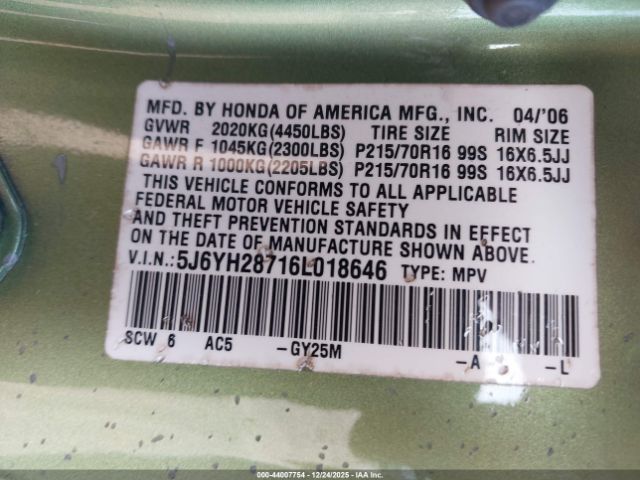 MFD. BY HONDA OF AMERICA MFG., INC. 04/'06
GVWR 2020KG(4450LBS) TIRE SIZE RIM SIZE
GAWR F 1045KG(2300LBS) P215/70R16 99S 16X6.5JJ
GAWR R 1000KG(2205LBS) P215/70R16 99S 16X6.5JJ
THIS VEHICLE CONFORMS TO ALL APPLICABLE
FEDERAL MOTOR VEHICLE SAFETY
AND THEFT PREVENTION STANDARDS IN EFFECT
ON THE DATE OF MANUFACTURE SHOWN ABOVE.
V.I.N.:5J6YH28716L018646 TYPE: MPV
SCW 6 AC5 -GY25M -A -L
000-44007754 - 12/24/2025 - IAAI.COM